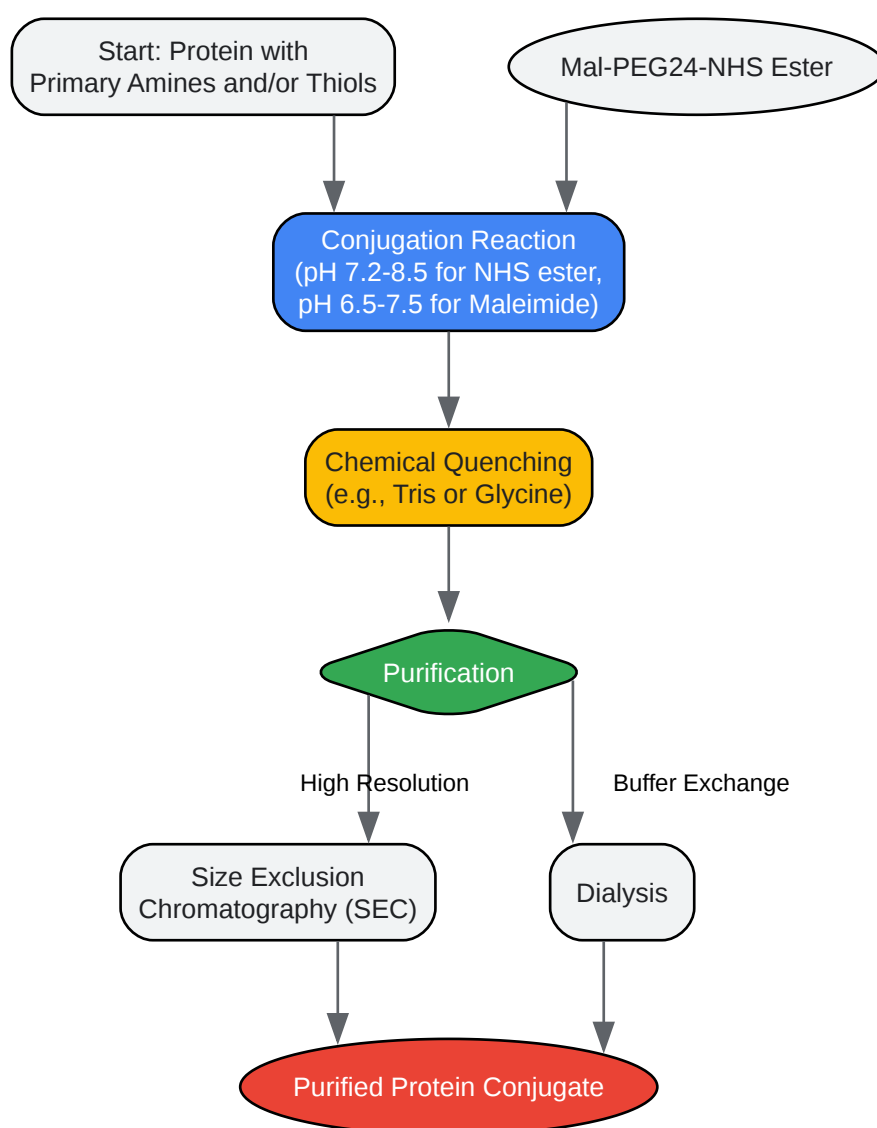 Start: Protein with
Primary Amines and/or Thiols
Mal-PEG24-NHS Ester
Conjugation Reaction
(pH 7.2-8.5 for NHS ester,
pH 6.5-7.5 for Maleimide)
Chemical Quenching
(e.g., Tris or Glycine)
Purification
High Resolution
Buffer Exchange
Size Exclusion
Chromatography (SEC)
Dialysis
Purified Protein Conjugate